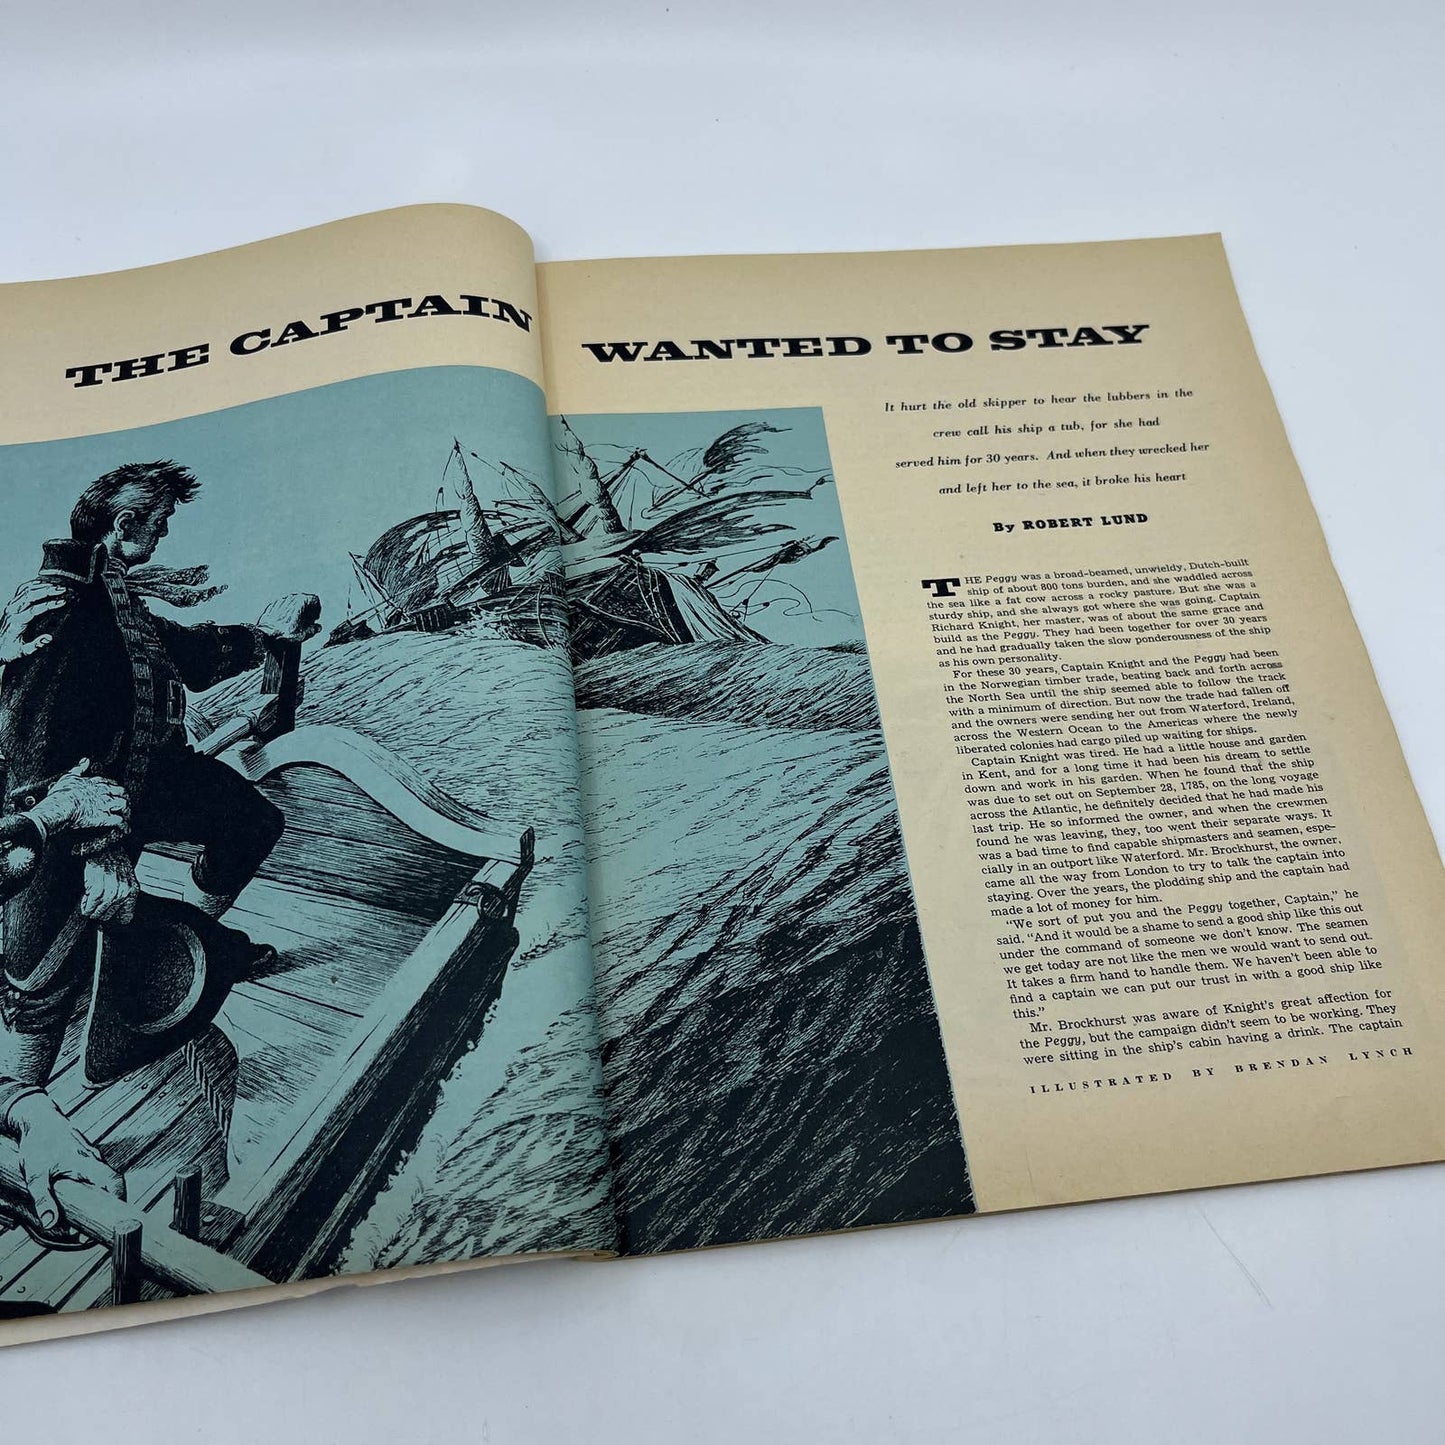 THE CAPTAIN WANTED TO STAY
It hurt the old skipper to hear the lubbers in the
crew call his ship a tub, for she had
served him for 30 years. And when they wrecked her
and left her to the sea, it broke his heart
By ROBERT LUND
THE Peggy was a broad-beamed, unwieldy, Dutch-built
ship of about 800 tons burden, and she waddled across
the sea like a fat cow across a rocky pasture. But she was a
sturdy ship, and she always got where she was going. Captain
Richard Knight, her master, was of about the same grace and
build as the Peggy. They had been together for over 30 years
and he had gradually taken the slow ponderousness of the ship
as his own personality.
For these 30 years, Captain Knight and the Peggy had been
in the Norwegian timber trade, beating back and forth across
the North Sea until the ship seemed able to follow the track
with a minimum of direction. But now the trade had fallen off
and the owners were sending her out from Waterford, Ireland,
across the Western Ocean to the Americas where the newly
liberated colonies had cargo piled up waiting for ships.
Captain Knight was tired. He had a little house and garden
in Kent, and for a long time it had been his dream to settle
down and work in his garden. When he found that the ship
was due to set out on September 28, 1785, on the long voyage
across the Atlantic, he definitely decided that he had made his
last trip. He so informed the owner, and when the crewmen
found he was leaving, they, too went their separate ways. It
was a bad time to find capable shipmasters and seamen, espe-
cially in an outport like Waterford. Mr. Brockhurst, the owner,
came all the way from London to try to talk the captain into
staying. Over the years, the plodding ship and the captain had
made a lot of money for him.
"We sort of put you and the Peggy together, Captain," he
said. "And it would be a shame to send a good ship like this out
under the command of someone we don't know. The seamen
we get today are not like the men we would want to send out.
It takes a firm hand to handle them. We haven't been able to
find a captain we can put our trust in with a good ship like
this."
Mr. Brockhurst was aware of Knight's great affection for
the Peggy, but the campaign didn't seem to be working. They
were sitting in the ship's cabin having a drink. The captain
ILLUSTRATED BY BRENDAN LYNCH